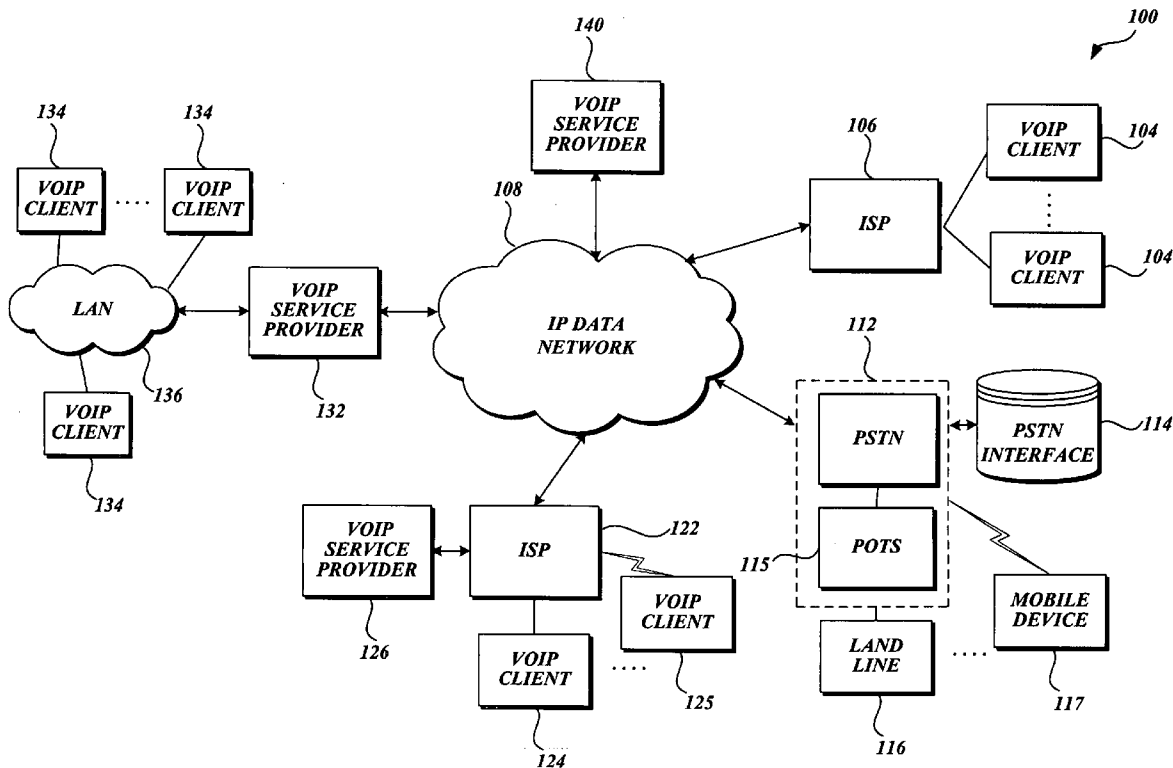 100
140
VOIP
SERVICE
PROVIDER
134
134
VOIP
CLIENT
VOIP
CLIENT
LAN
136
VOIP
CLIENT
134
VOIP
SERVICE
PROVIDER
132
108
IP DATA
NETWORK
106
ISP
VOIP
CLIENT
104
VOIP
CLIENT
104
112
PSTN
PSTN
INTERFACE
114
115
POTS
LAND
LINE
116
MOBILE
DEVICE
117
VOIP
SERVICE
PROVIDER
126
ISP
122
VOIP
CLIENT
124
VOIP
CLIENT
125